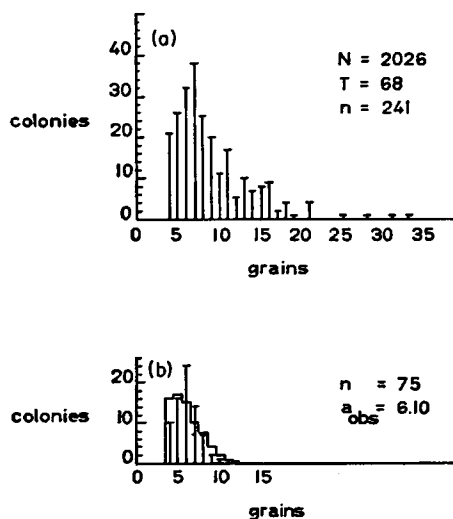 (a)
40
30
20
10
0
colonies
N = 2026
T = 68
n = 241
0 5 10 15 20 25 30 35
grains
(b)
20
10
0
colonies
n = 75
a obs = 6.10
0 5 10 15
grains